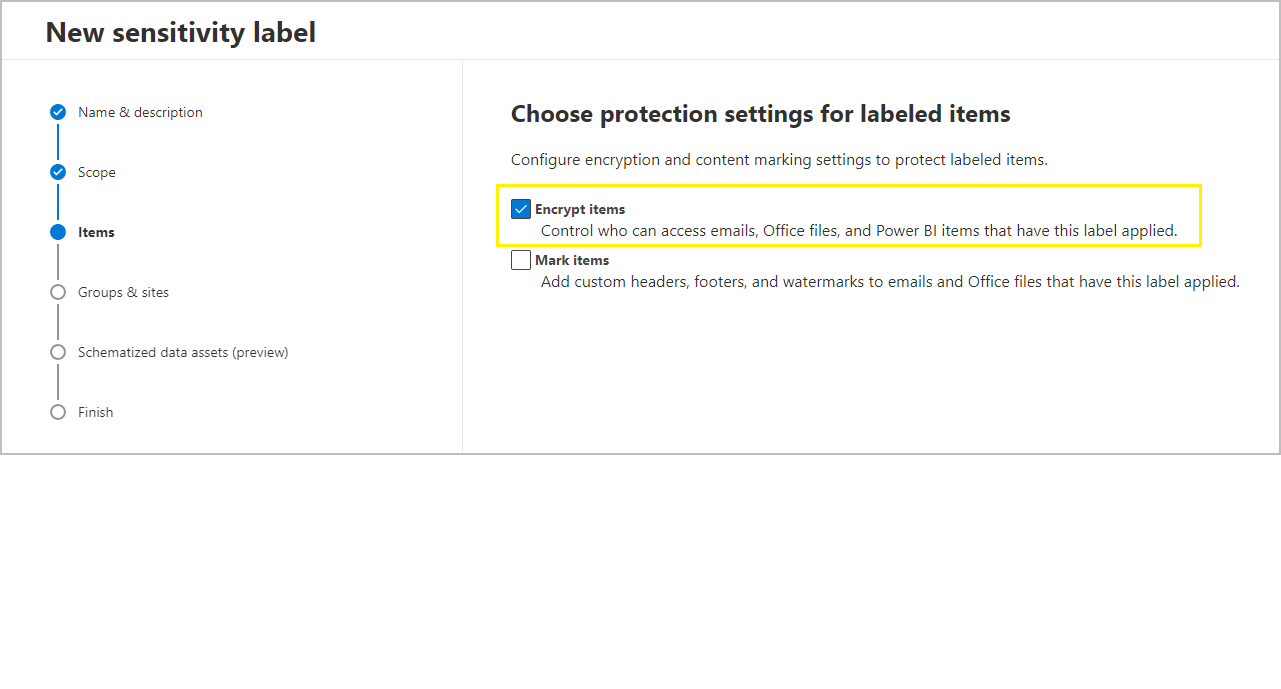 New sensitivity label
Name & description
Scope
Items
Groups & sites
Schematized data assets (preview)
Finish
Choose protection settings for labeled items
Configure encryption and content marking settings to protect labeled items.
Encrypt items
Control who can access emails, Office files, and Power BI items that have this label applied.
Mark items
Add custom headers, footers, and watermarks to emails and Office files that have this label applied.